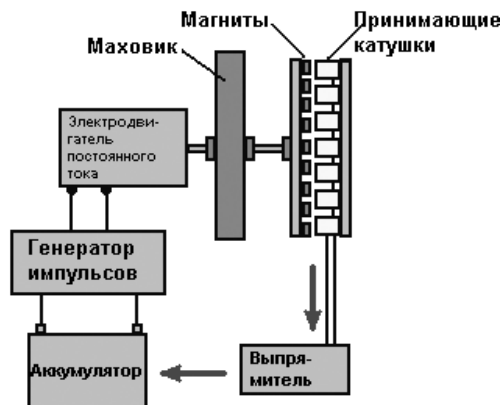 Магниты
Принимающие
катушки
Маховик
Электродви-
гатель
постоянного
тока
Генератор
импульсов
Аккумулятор
Выпря-
митель